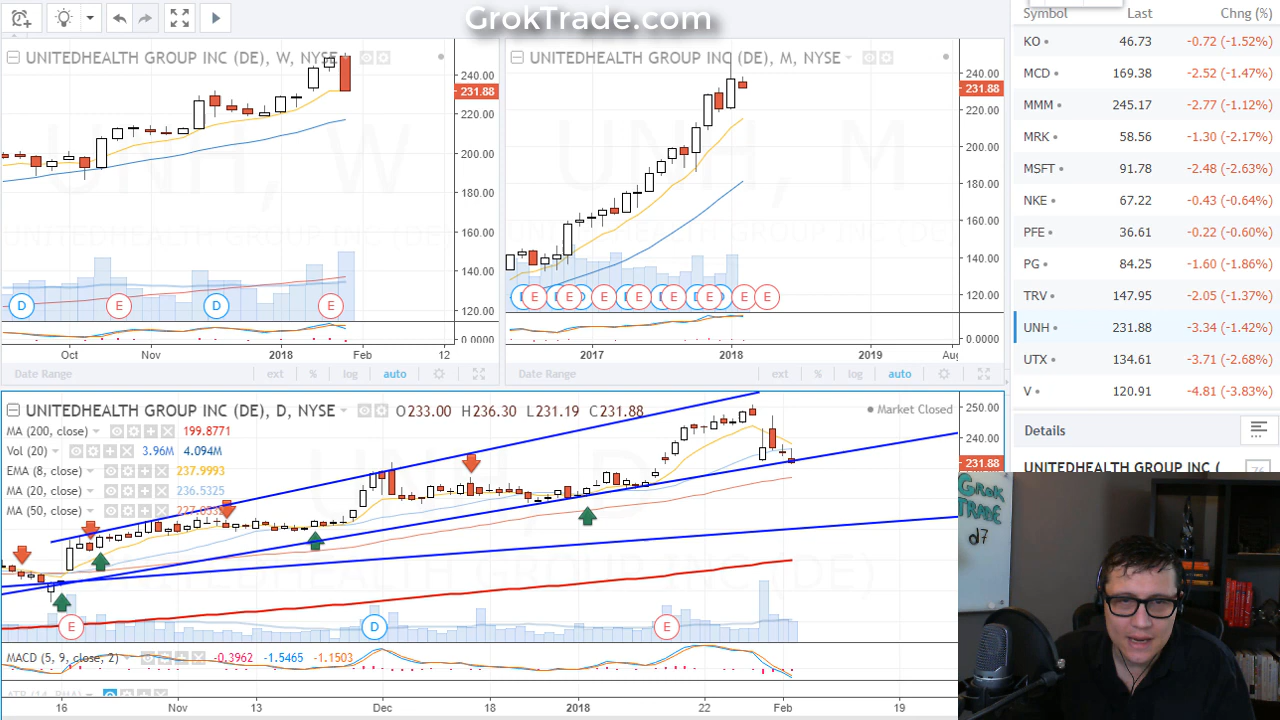 GrokTrade.com
UNITEDHEALTH GROUP INC (DE), W, NYSE
240.00
231.88
220.00
200.00
180.00
160.00
140.00
120.00
D
E
D
E
0.0000
Oct
Nov
2018
Feb
12
Date Range
ext
%
log
auto
UNITEDHEALTH GROUP INC (DE), M, NYSE
240.00
231.88
220.00
200.00
180.00
160.00
140.00
120.00
E
E
E
E
E
E
E
E
0.0000
2017
2018
2019
Date Range
ext
%
log
auto
UNITEDHEALTH GROUP INC (DE), D, NYSE
O233.00 H236.30 L231.19 C231.88
Market Closed
MA (200, close)
199.8771
Vol (20)
3.96M
4.094M
EMA (8, close)
237.9993
MA (20, close)
236.5325
MA (50, close)
250.00
240.00
231.88
E
D
E
MACD (5, 9, close, 2)
-0.3962
-1.5465
-1.1503
16
Nov
13
Dec
18
2018
22
Feb
19
Symbol
Last
Chng (%)
KO 46.73 -0.72 (-1.52%)
MCD 169.38 -2.52 (-1.47%)
MMM 245.17 -2.77 (-1.12%)
MRK 58.56 -1.30 (-2.17%)
MSFT 91.78 -2.48 (-2.63%)
NKE 67.22 -0.43 (-0.64%)
PFE 36.61 -0.22 (-0.60%)
PG 84.25 -1.60 (-1.86%)
TRV 147.95 -2.05 (-1.37%)
UNH 231.88 -3.34 (-1.42%)
UTX 134.61 -3.71 (-2.68%)
V 120.91 -4.81 (-3.83%)
Details
UNITEDHEALTH GROUP INC (
GROK
TRADE
d7